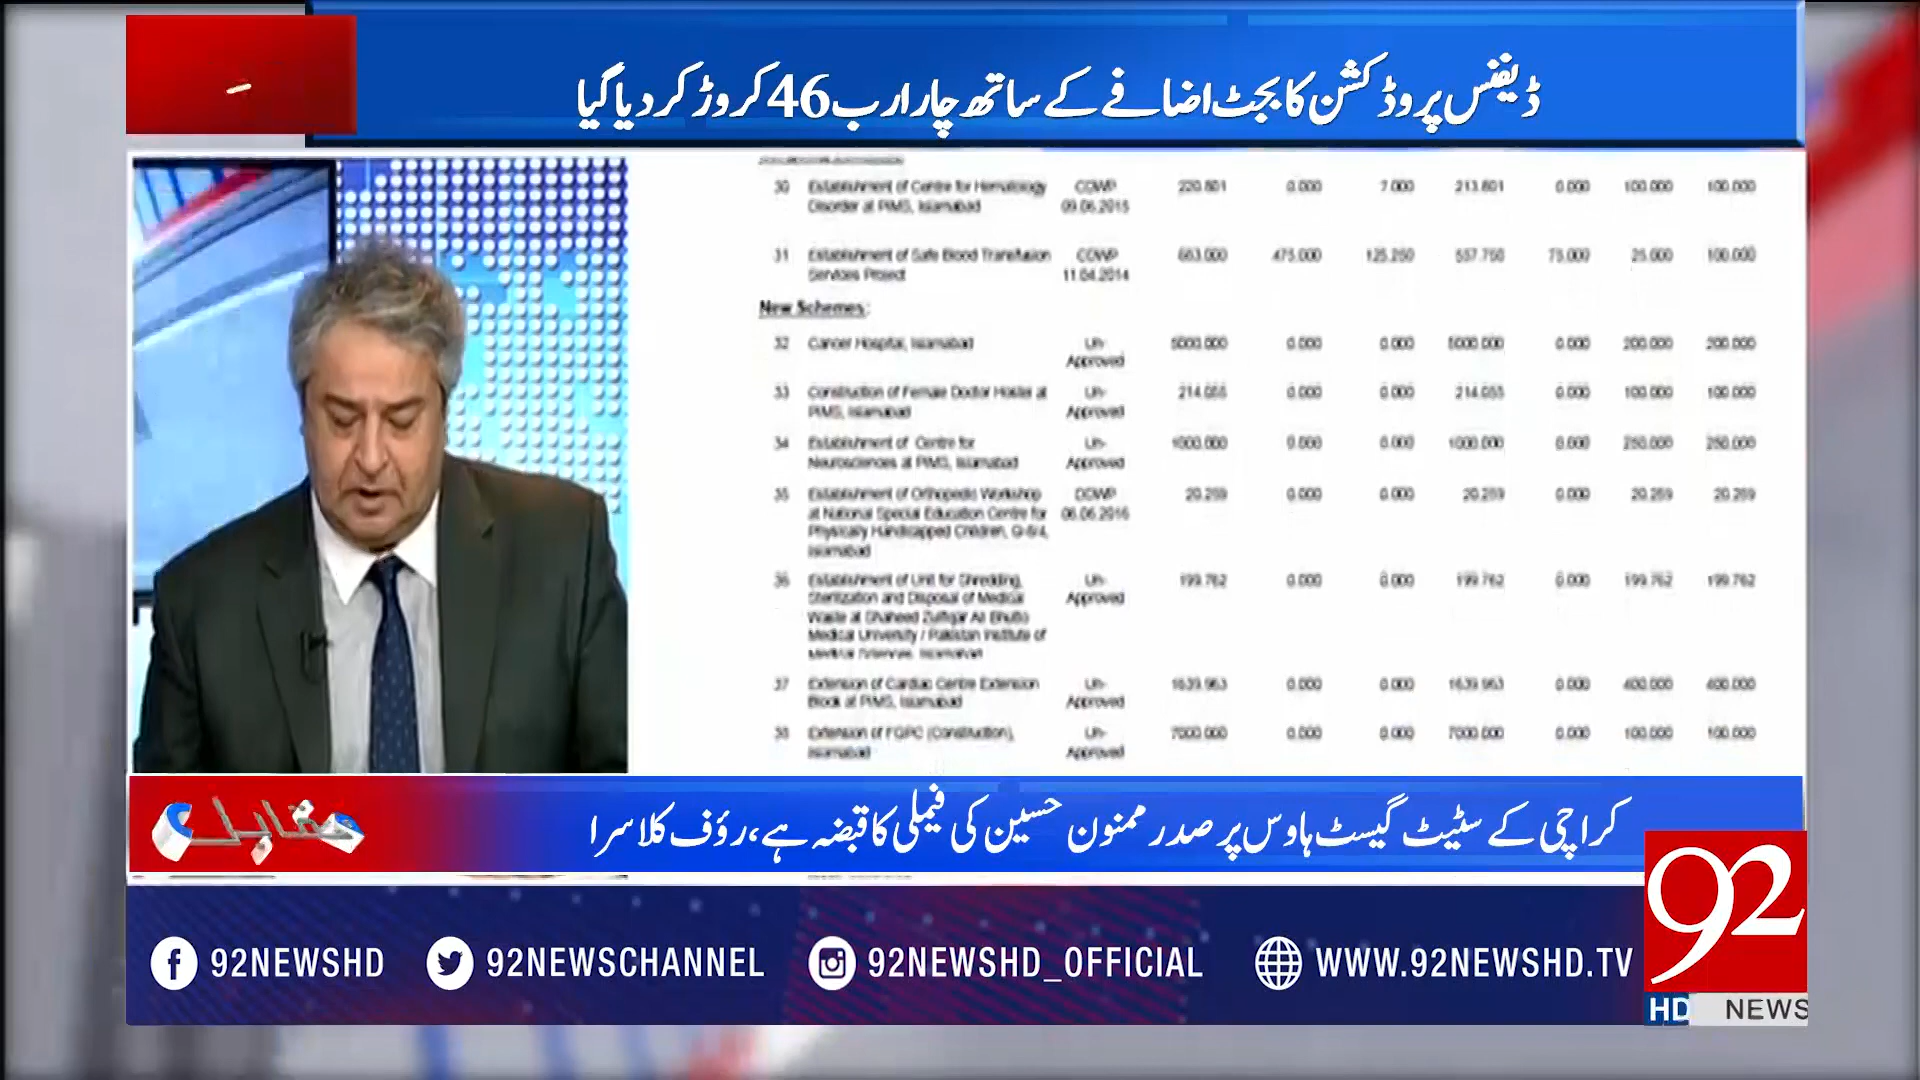 ڈیفنس پروڈکشن کا بجٹ اضافے کے ساتھ چار ارب 46 کروڑ کر دیا گیا
30 Establishment of Centre for Hematology CDWP 220.801 0.000 7.000 213.801 0.000 100.000 100.000
Disorder at PIMS, Islamabad 09.06.2015
31 Establishment of Safe Blood Transfusion CDWP 663.000 475.000 125.250 537.750 75.000 25.000 100.000
Services Project 11.04.2014
New Schemes:
32 Cancer Hospital, Islamabad Un- 5000.000 0.000 0.000 5000.000 0.000 200.000 200.000
Approved
33 Construction of Female Doctor Hostel at Un- 214.055 0.000 0.000 214.055 0.000 100.000 100.000
PIMS, Islamabad Approved
34 Establishment of Centre for Un- 1000.000 0.000 0.000 1000.000 0.000 250.000 250.000
Neurosciences at PIMS, Islamabad Approved
35 Establishment of Orthopedic Workshop DDWP 20.259 0.000 0.000 20.259 0.000 20.259 20.259
at National Special Education Centre for 06.06.2016
Physically Handicapped Children, G-8/4,
Islamabad
36 Establishment of Unit for Shredding, Un- 199.762 0.000 0.000 199.762 0.000 199.762 199.762
Sterilization and Disposal of Medical Approved
Waste at Shaheed Zulfiqar Ali Bhutto
Medical University / Pakistan Institute of
Medical Sciences, Islamabad
37 Extension of Cardiac Centre Extension Un- 1639.963 0.000 0.000 1639.963 0.000 400.000 400.000
Block at PIMS, Islamabad Approved
38 Extension of FGPC (Construction), Un- 7000.000 0.000 0.000 7000.000 0.000 100.000 100.000
Islamabad Approved
مقابل
کراچی کے سٹیٹ گیسٹ ہاوس پر صدر ممنون حسین کی فیملی کا قبضہ ہے، رؤف کلاسرا
92
HD NEWS
92NEWSHD 92NEWSCHANNEL 92NEWSHD_OFFICIAL WWW.92NEWSHD.TV